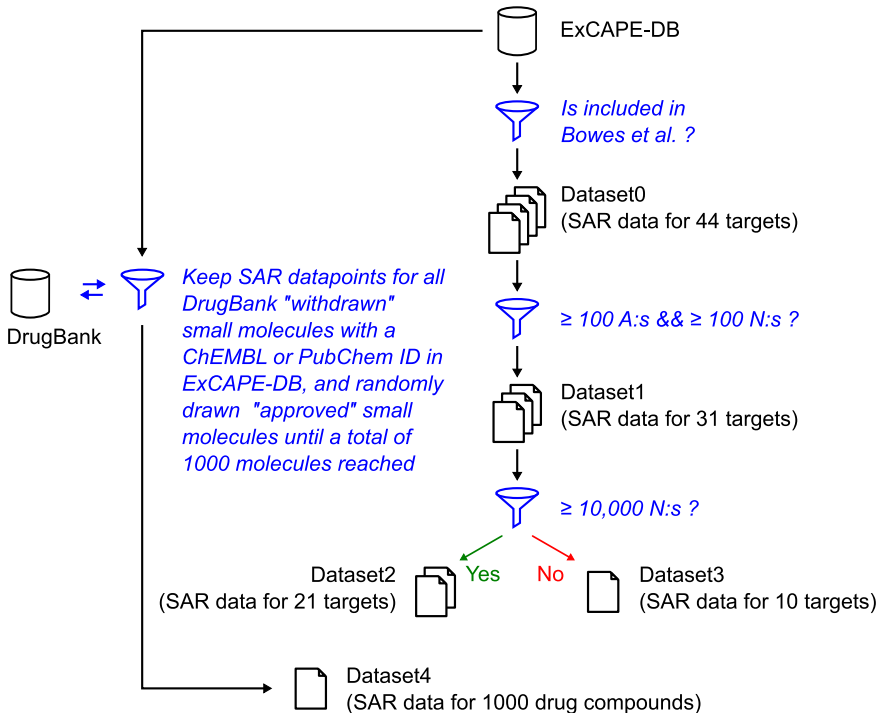 ExCAPE-DB
Is included in
Bowes et al. ?
Dataset0
(SAR data for 44 targets)
Keep SAR datapoints for all
DrugBank "withdrawn"
small molecules with a
ChEMBL or PubChem ID in
ExCAPE-DB, and randomly
drawn  "approved" small
molecules until a total of
1000 molecules reached
DrugBank
≥ 100 A:s && ≥ 100 N:s ?
Dataset1
(SAR data for 31 targets)
≥ 10,000 N:s ?
Yes
No
Dataset2
(SAR data for 21 targets)
Dataset3
(SAR data for 10 targets)
Dataset4
(SAR data for 1000 drug compounds)